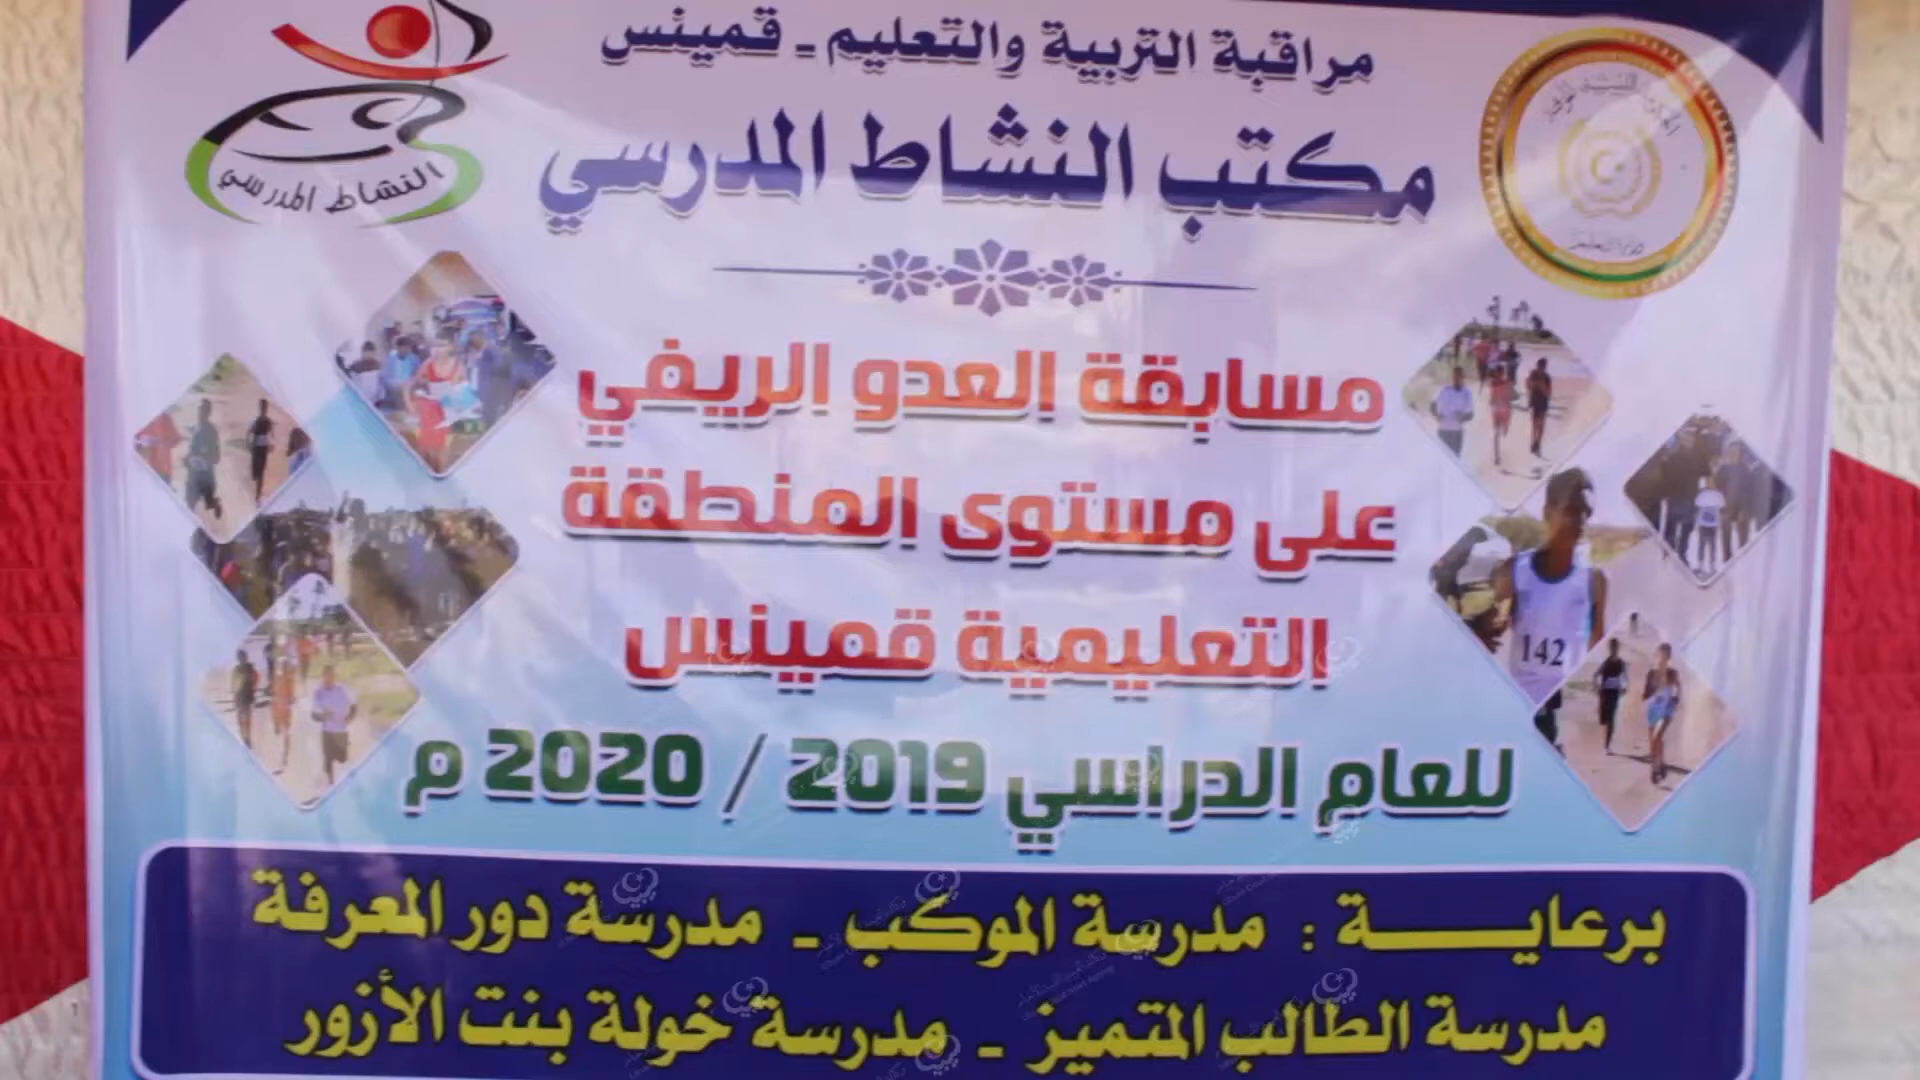 مراقبة التربية والتعليم - قمينس
مكتب النشاط المدرسي
النشاط المدرسي
مسابقة العدو الريفي
على مستوى المنطقة
التعليمية قمينس
للعام الدراسي 2019 / 2020 م
142
برعاية : مدرسة الموكب - مدرسة دور المعرفة
مدرسة الطالب المتميز - مدرسة خولة بنت الأزور